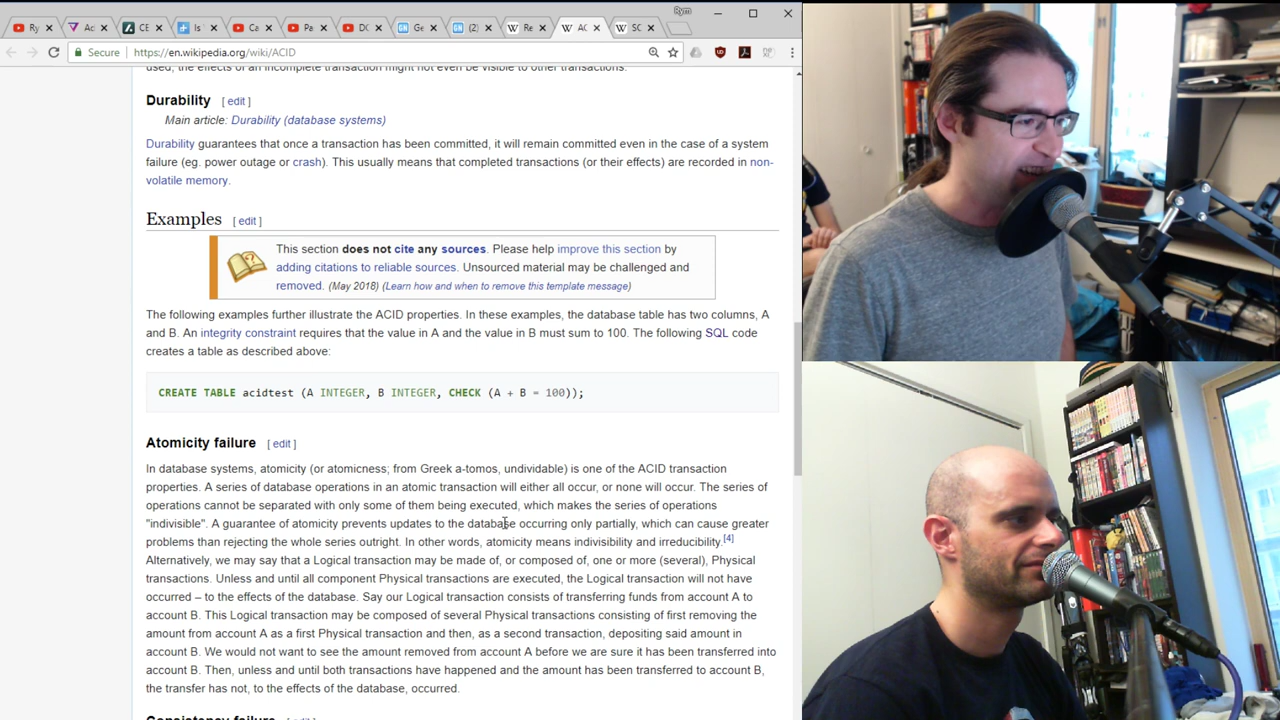 Ryan
Ry
Ad
CE
Is
Ca
Pa
DC
Ge
(2)
Re
AC
SC
Secure | https://en.wikipedia.org/wiki/ACID
used, the effects of an incomplete transaction might not even be visible to other transactions.
Durability [ edit ]
Main article: Durability (database systems)
Durability guarantees that once a transaction has been committed, it will remain committed even in the case of a system
failure (eg. power outage or crash). This usually means that completed transactions (or their effects) are recorded in non-
volatile memory.
Examples [ edit ]
This section does not cite any sources. Please help improve this section by
adding citations to reliable sources. Unsourced material may be challenged and
removed. (May 2018) (Learn how and when to remove this template message)
The following examples further illustrate the ACID properties. In these examples, the database table has two columns, A
and B. An integrity constraint requires that the value in A and the value in B must sum to 100. The following SQL code
creates a table as described above:
CREATE TABLE acidtest (A INTEGER, B INTEGER, CHECK (A + B = 100));
Atomicity failure [ edit ]
In database systems, atomicity (or atomicness; from Greek a-tomos, undividable) is one of the ACID transaction
properties. A series of database operations in an atomic transaction will either all occur, or none will occur. The series of
operations cannot be separated with only some of them being executed, which makes the series of operations
"indivisible". A guarantee of atomicity prevents updates to the database occurring only partially, which can cause greater
problems than rejecting the whole series outright. In other words, atomicity means indivisibility and irreducibility.[4]
Alternatively, we may say that a Logical transaction may be made of, or composed of, one or more (several), Physical
transactions. Unless and until all component Physical transactions are executed, the Logical transaction will not have
occurred – to the effects of the database. Say our Logical transaction consists of transferring funds from account A to
account B. This Logical transaction may be composed of several Physical transactions consisting of first removing the
amount from account A as a first Physical transaction and then, as a second transaction, depositing said amount in
account B. We would not want to see the amount removed from account A before we are sure it has been transferred into
account B. Then, unless and until both transactions have happened and the amount has been transferred to account B,
the transfer has not, to the effects of the database, occurred.
Consistency failure [ edit ]